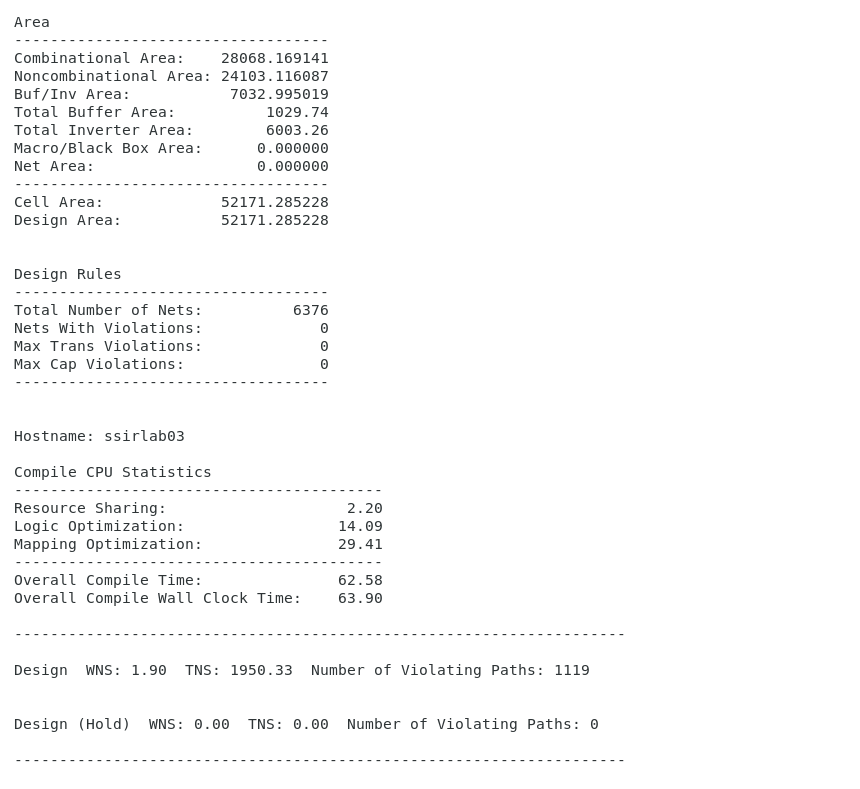 Area
-----------------------------------
Combinational Area:    28068.169141
Noncombinational Area: 24103.116087
Buf/Inv Area:           7032.995019
Total Buffer Area:          1029.74
Total Inverter Area:        6003.26
Macro/Black Box Area:      0.000000
Net Area:                  0.000000
-----------------------------------
Cell Area:             52171.285228
Design Area:           52171.285228
Design Rules
-----------------------------------
Total Number of Nets:          6376
Nets With Violations:             0
Max Trans Violations:             0
Max Cap Violations:               0
-----------------------------------
Hostname: ssirlab03
Compile CPU Statistics
-----------------------------------------
Resource Sharing:                    2.20
Logic Optimization:                 14.09
Mapping Optimization:               29.41
-----------------------------------------
Overall Compile Time:               62.58
Overall Compile Wall Clock Time:    63.90
--------------------------------------------------------------------
Design  WNS: 1.90  TNS: 1950.33  Number of Violating Paths: 1119
Design (Hold)  WNS: 0.00  TNS: 0.00  Number of Violating Paths: 0
--------------------------------------------------------------------